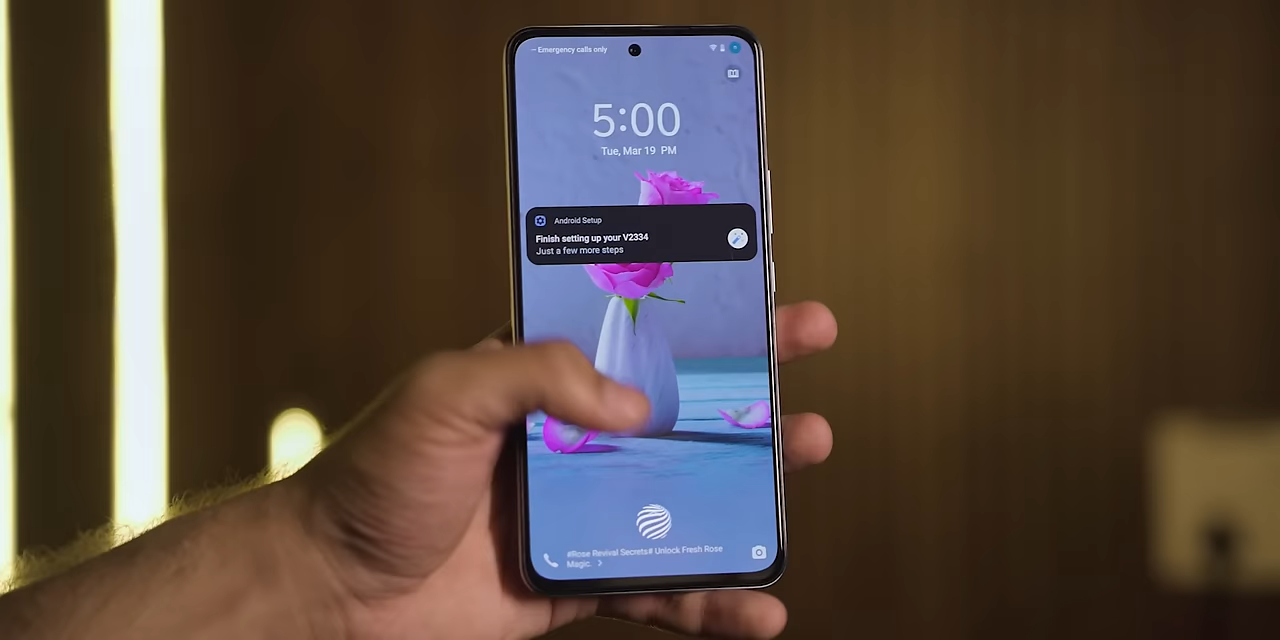 – Emergency calls only
5:00
Tue, Mar 19 PM
Android Setup
Finish setting up your V2334
Just a few more steps
#Rose Revival Secrets# Unlock Fresh Rose
Magic. >